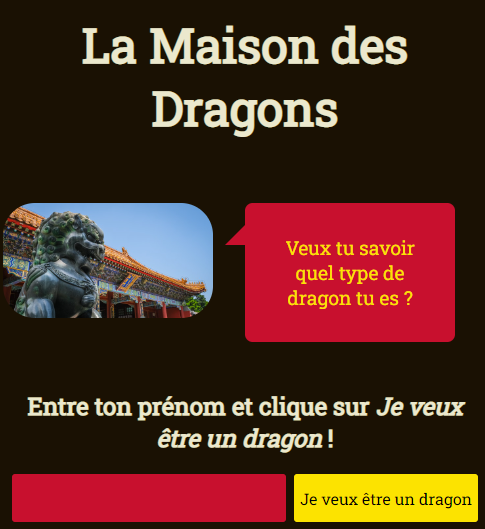 La Maison des
Dragons
Veux tu savoir
quel type de
dragon tu es ?
Entre ton prénom et clique sur Je veux
être un dragon !
Je veux être un dragon